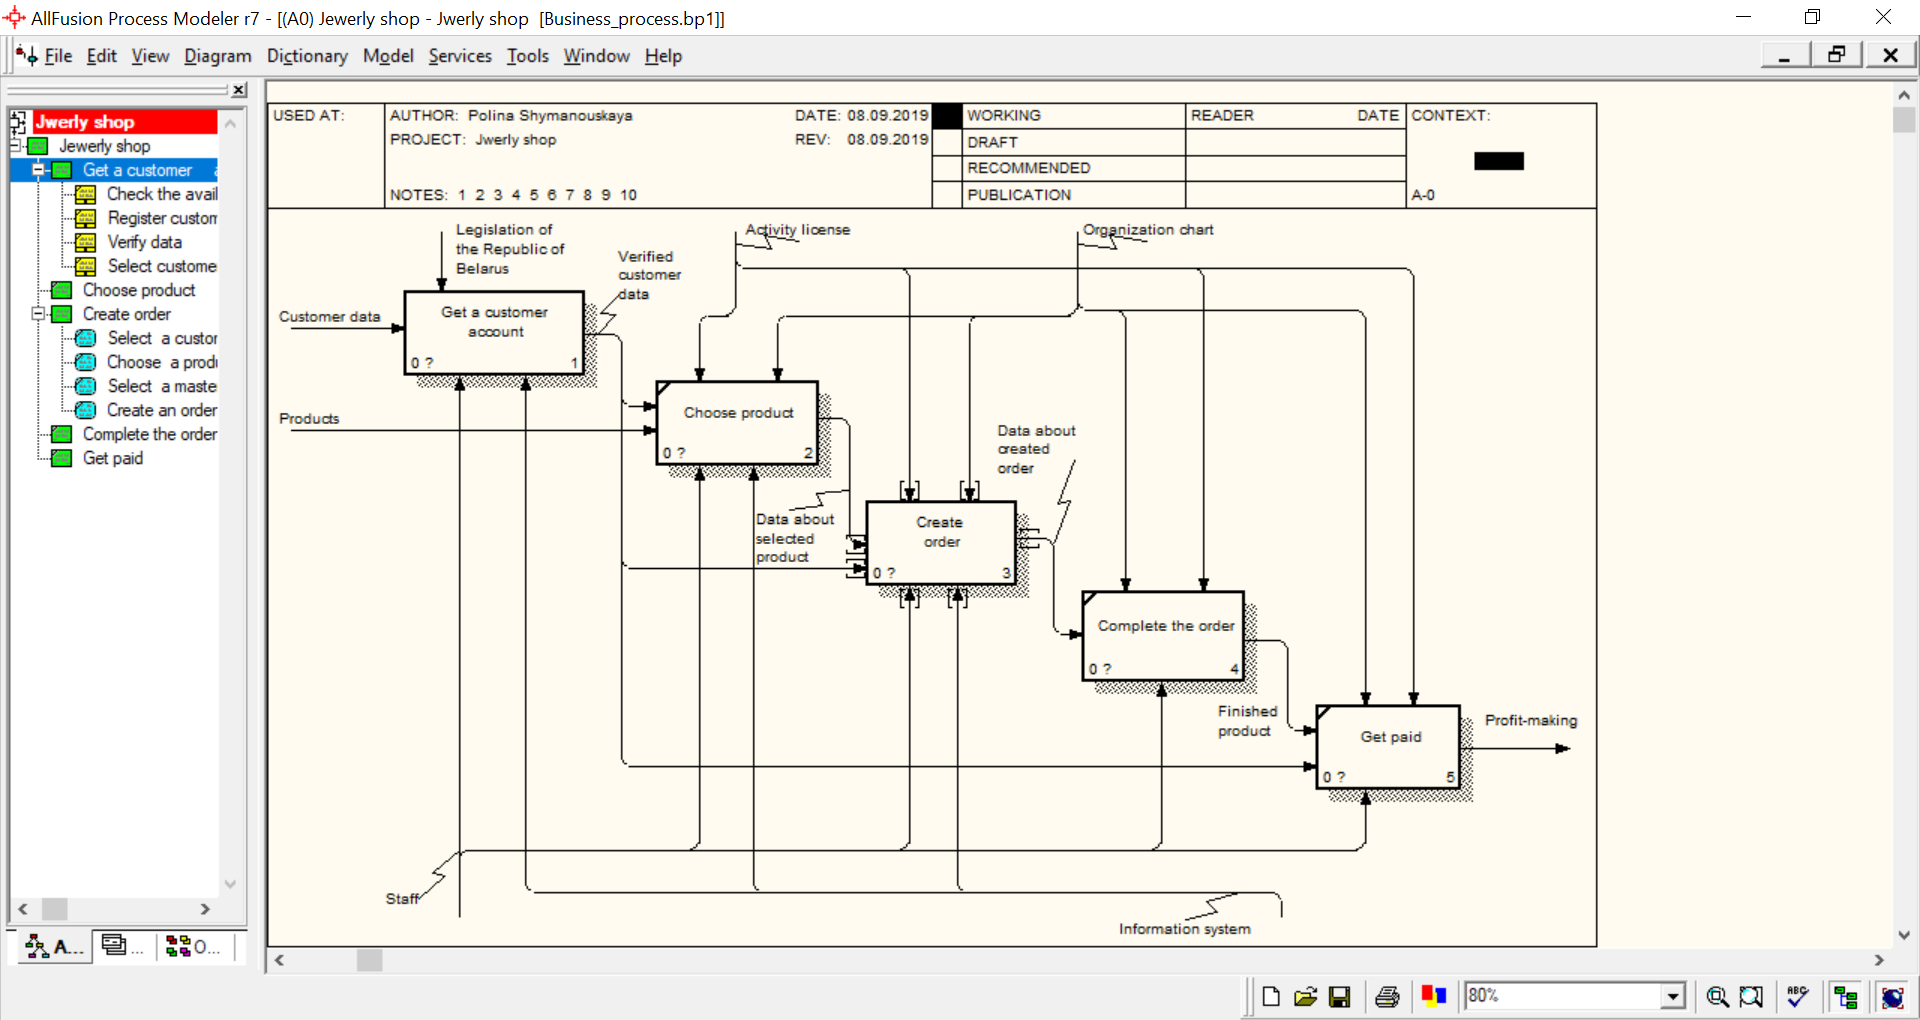 AllFusion Process Modeler r7 - [(A0) Jewerly shop - Jwerly shop [Business_process.bp1]]
File Edit View Diagram Dictionary Model Services Tools Window Help
Jwerly shop
Jewerly shop
Get a customer a
Check the avail
Register custom
Verify data
Select custome
Choose product
Create order
Select a custor
Choose a prod
Select a maste
Create an order
Complete the order
Get paid
A... ... O...
USED AT:
AUTHOR: Polina Shymanouskaya
DATE: 08.09.2019
PROJECT: Jwerly shop
REV: 08.09.2019
NOTES: 1 2 3 4 5 6 7 8 9 10
WORKING
DRAFT
RECOMMENDED
PUBLICATION
READER DATE
CONTEXT:
A-0
Legislation of
the Republic of
Belarus
Verified
customer
data
Activity license
Organization chart
Customer data
Get a customer
account
0 ? 1
Products
Choose product
0 ? 2
Data about
selected
product
Data about
created
order
Create
order
0 ? 3
Complete the order
0 ? 4
Finished
product
Get paid
0 ? 5
Profit-making
Staff
Information system
80%
ABC